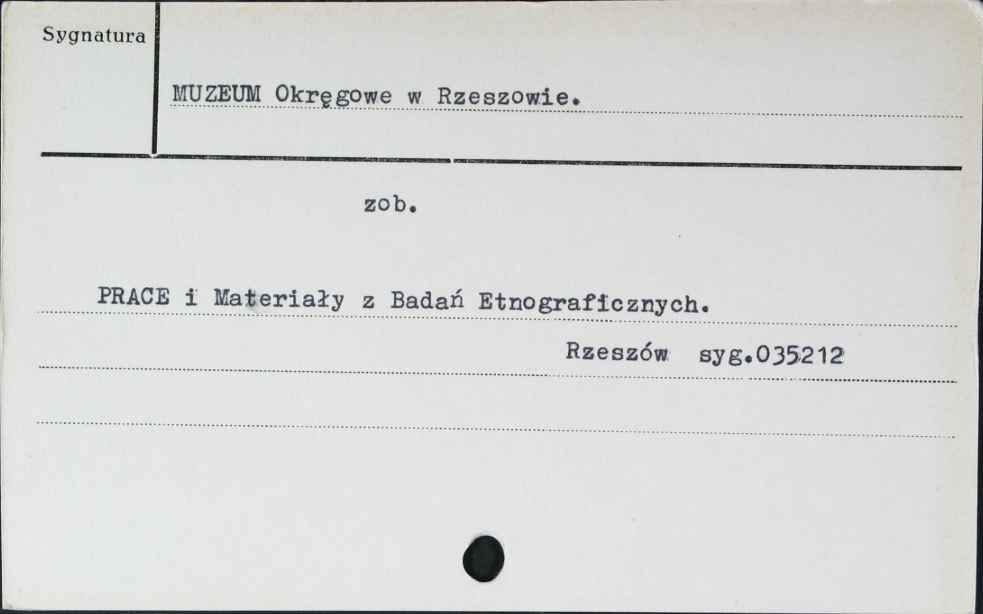 Sygnatura
MUZEUM Okręgowe w Rzeszowie.
zob.
PRACE i Materiały z Badań Etnograficznych.
Rzeszów syg.035212